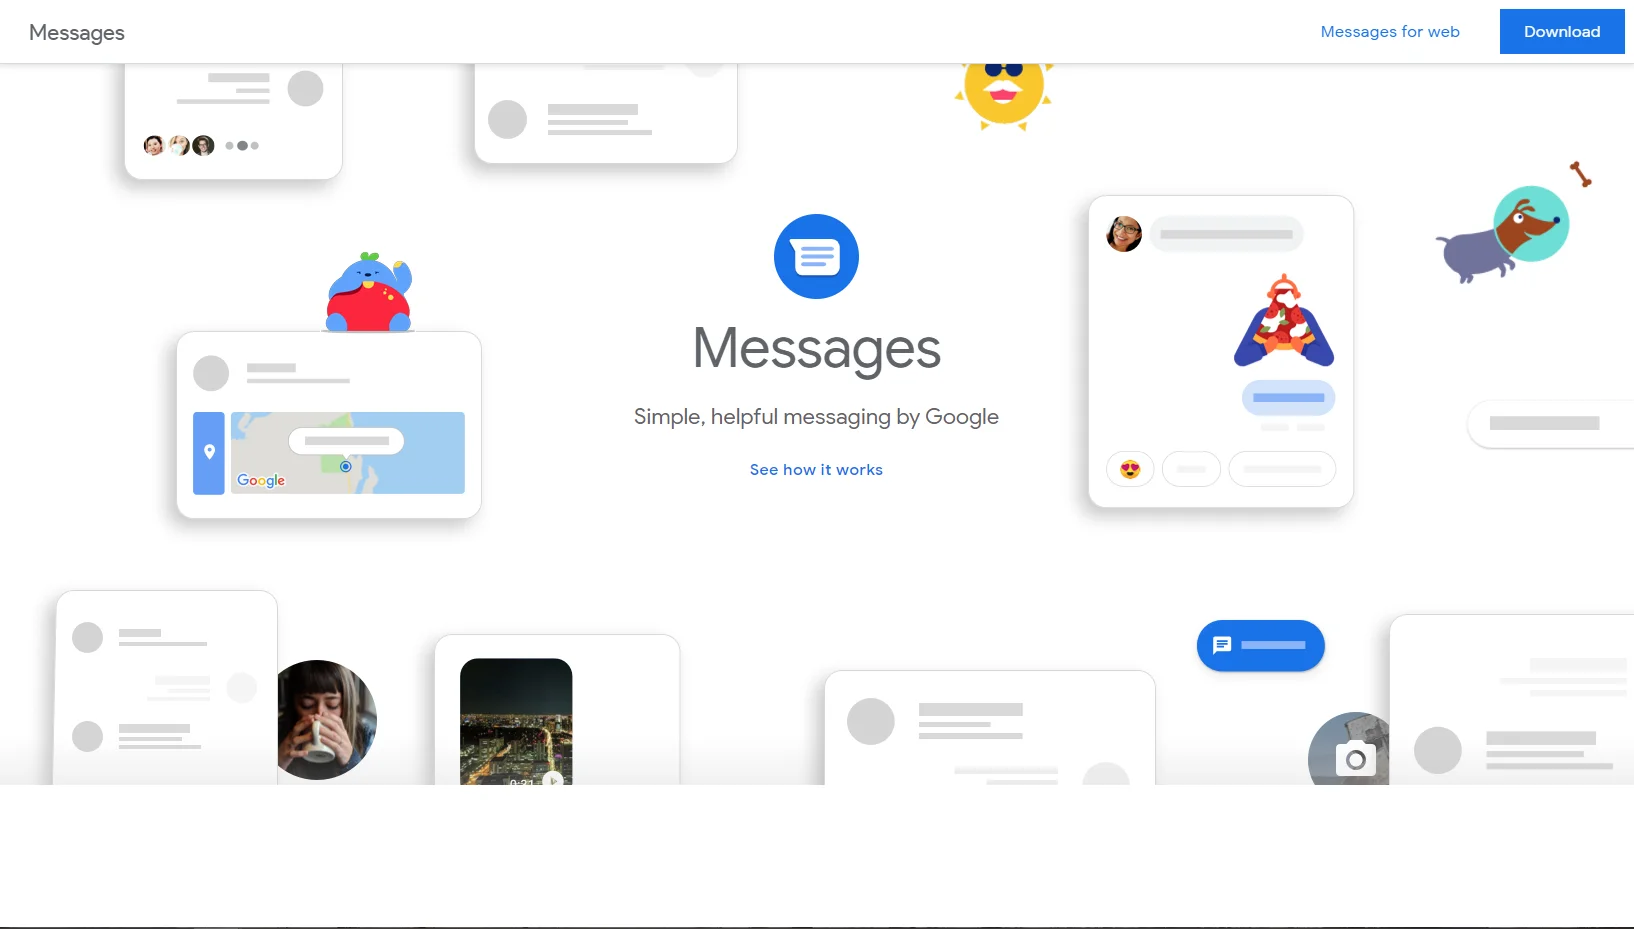 Messages
Messages for web
Download
Messages
Simple, helpful messaging by Google
See how it works
Google
0:21